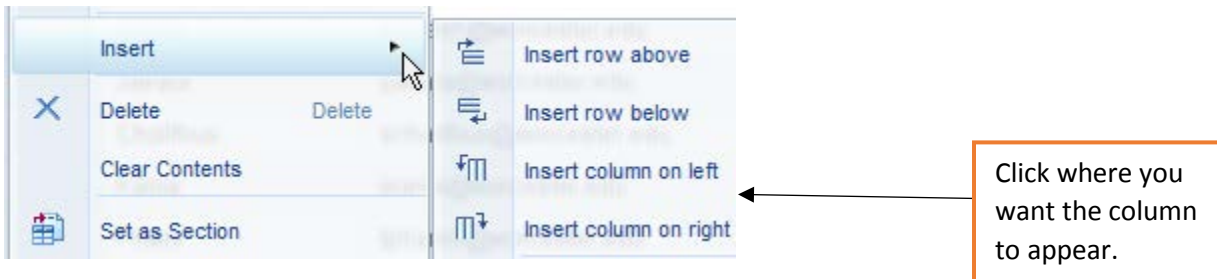 Insert
Delete Delete
Clear Contents
Set as Section
Insert row above
Insert row below
Insert column on left
Insert column on right
Click where you
want the column
to appear.